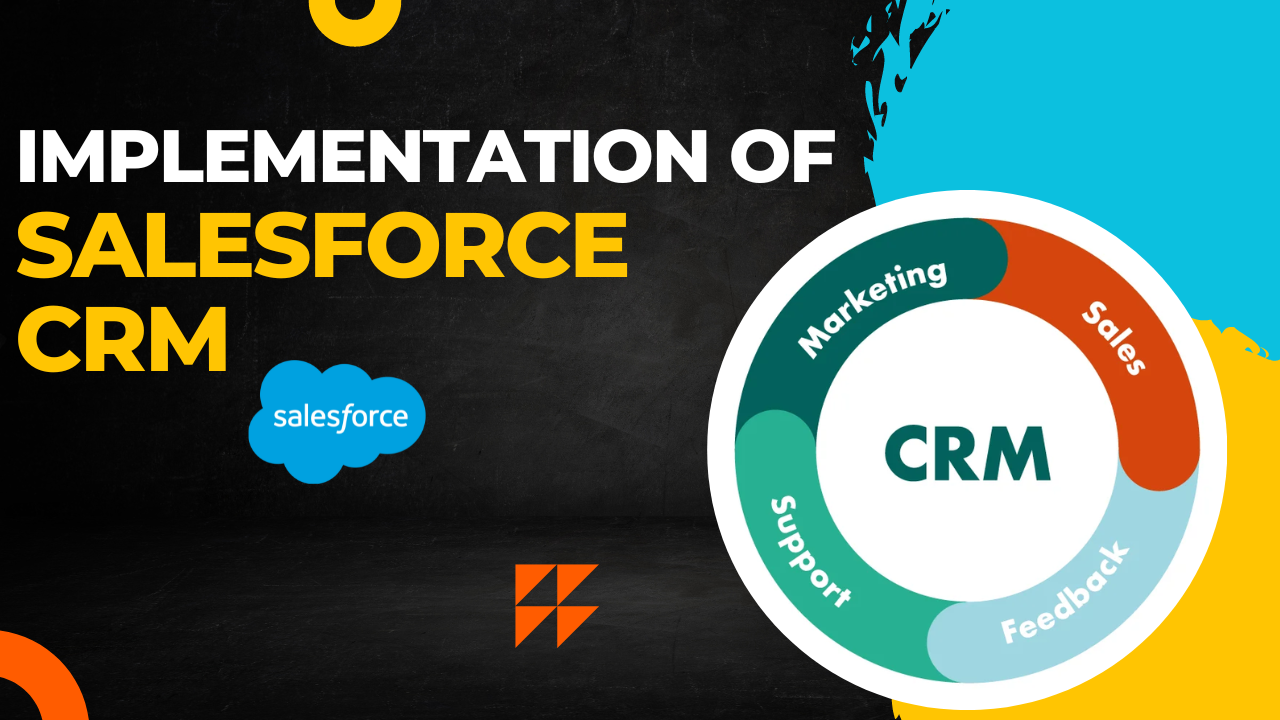 IMPLEMENTATION OF
SALESFORCE
CRM
salesforce
Marketing
Sales
CRM
Support
Feedback